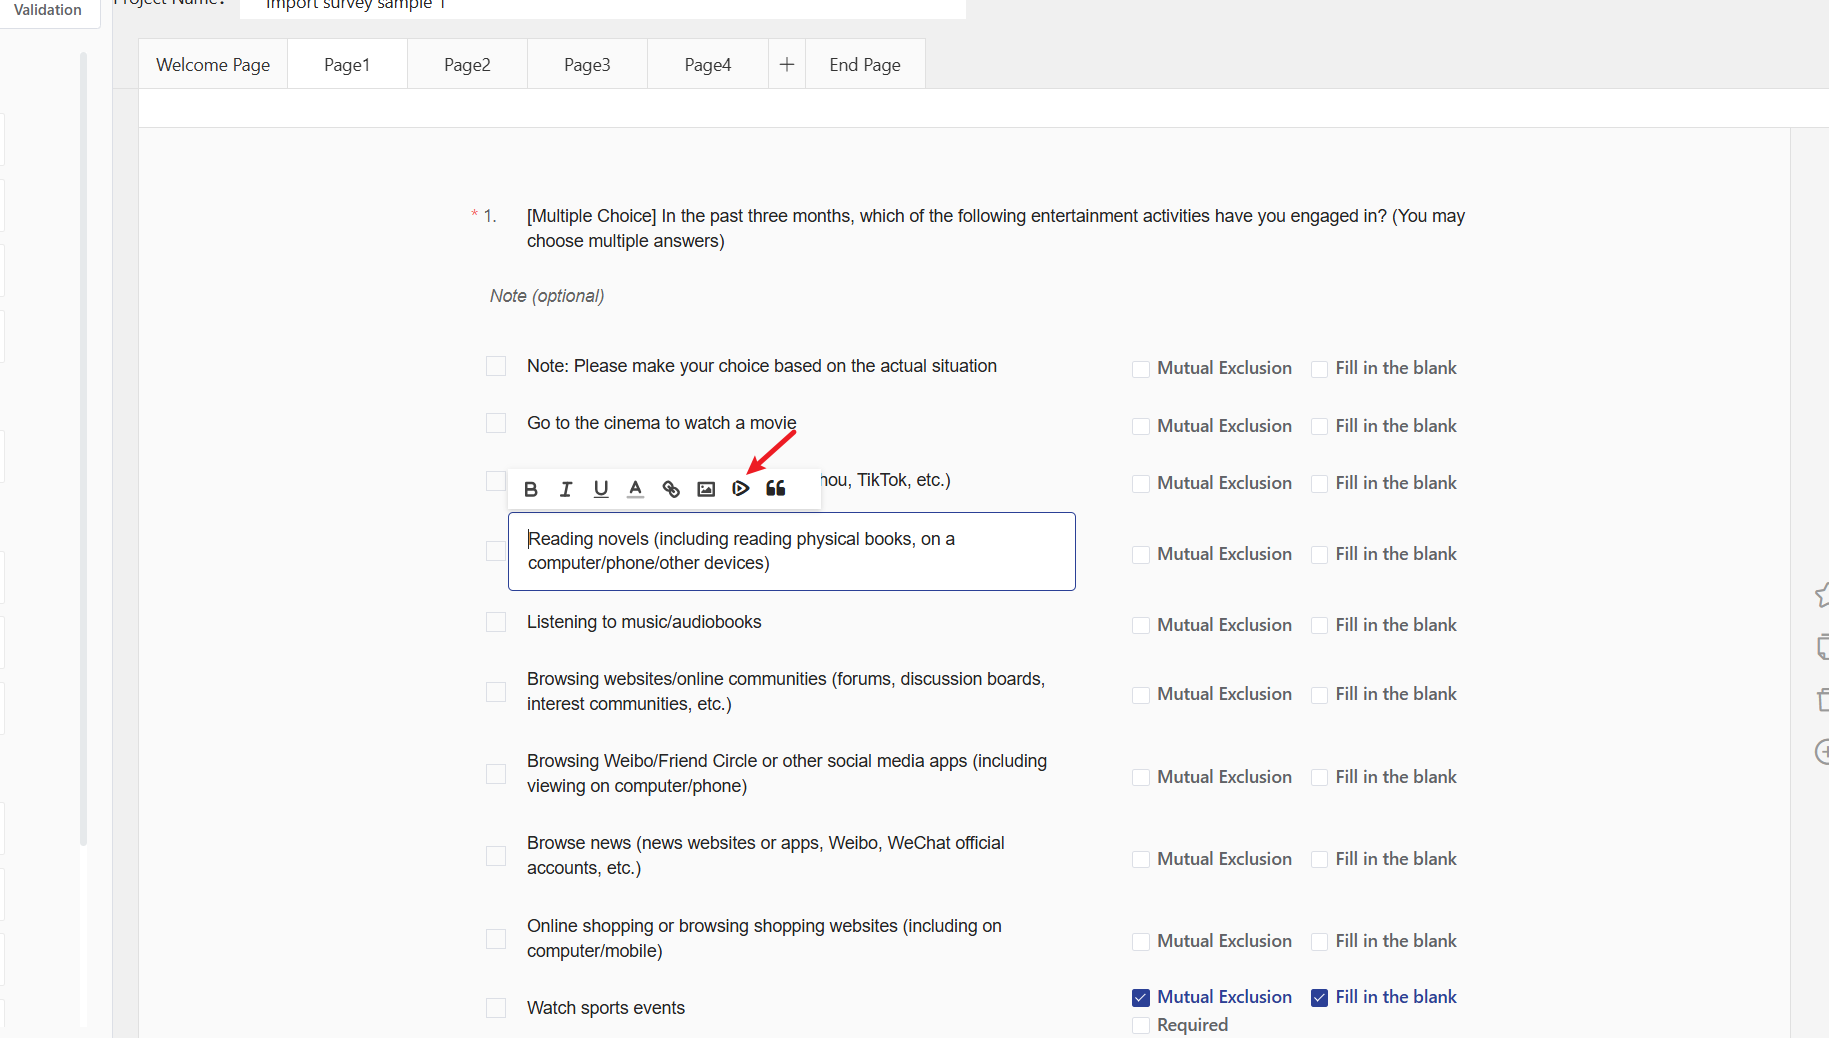 Validation
Project Name:
Import survey sample 1
Welcome Page
Page1
Page2
Page3
Page4
End Page
* 1. [Multiple Choice] In the past three months, which of the following entertainment activities have you engaged in? (You may
choose multiple answers)
Note (optional)
Note: Please make your choice based on the actual situation
Mutual Exclusion
Fill in the blank
Go to the cinema to watch a movie
Mutual Exclusion
Fill in the blank
TikTok, etc.)
Mutual Exclusion
Fill in the blank
B I U A
Reading novels (including reading physical books, on a
computer/phone/other devices)
Mutual Exclusion
Fill in the blank
Listening to music/audiobooks
Mutual Exclusion
Fill in the blank
Browsing websites/online communities (forums, discussion boards,
interest communities, etc.)
Mutual Exclusion
Fill in the blank
Browsing Weibo/Friend Circle or other social media apps (including
viewing on computer/phone)
Mutual Exclusion
Fill in the blank
Browse news (news websites or apps, Weibo, WeChat official
accounts, etc.)
Mutual Exclusion
Fill in the blank
Online shopping or browsing shopping websites (including on
computer/mobile)
Mutual Exclusion
Fill in the blank
Watch sports events
Mutual Exclusion
Fill in the blank
Required